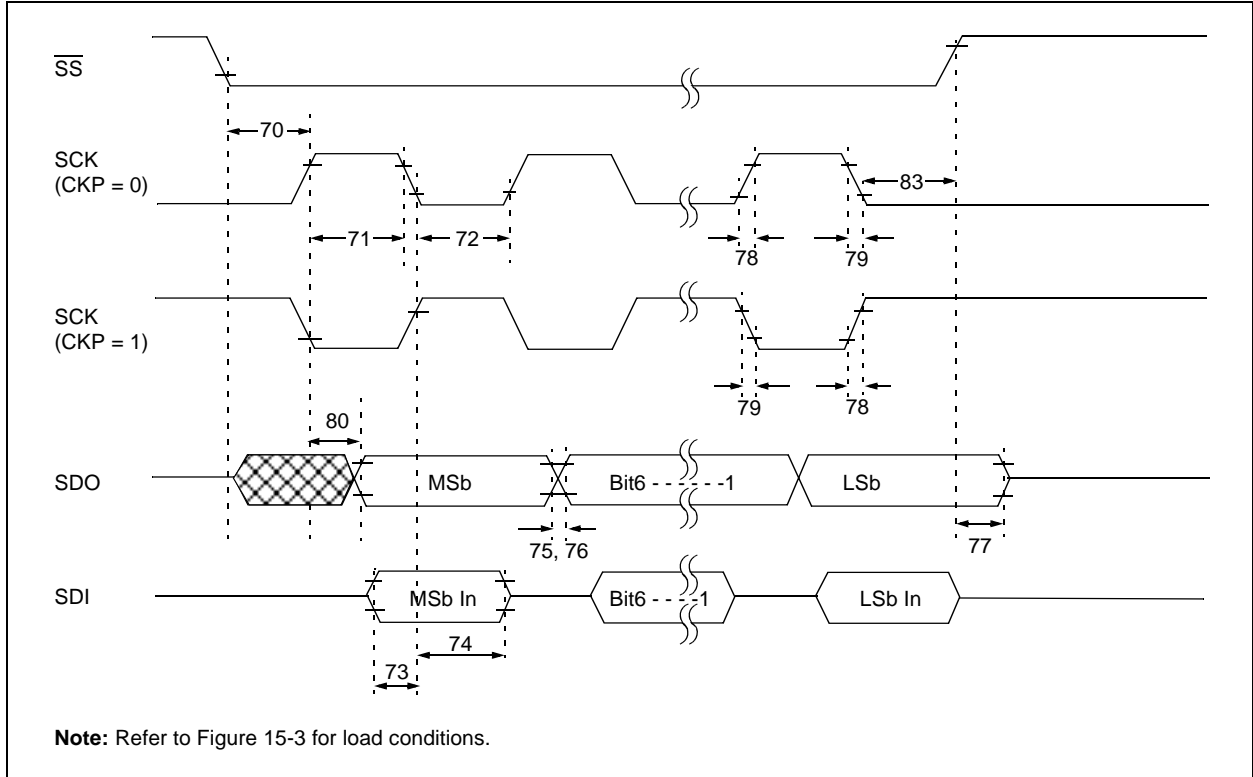 SS
70
SCK
(CKP = 0)
83
71
72
78
79
SCK
(CKP = 1)
79
78
80
SDO
MSb
Bit6 - - - - - -1
LSb
75, 76
77
SDI
MSb In
Bit6 - - - -1
LSb In
74
73
Note: Refer to Figure 15-3 for load conditions.